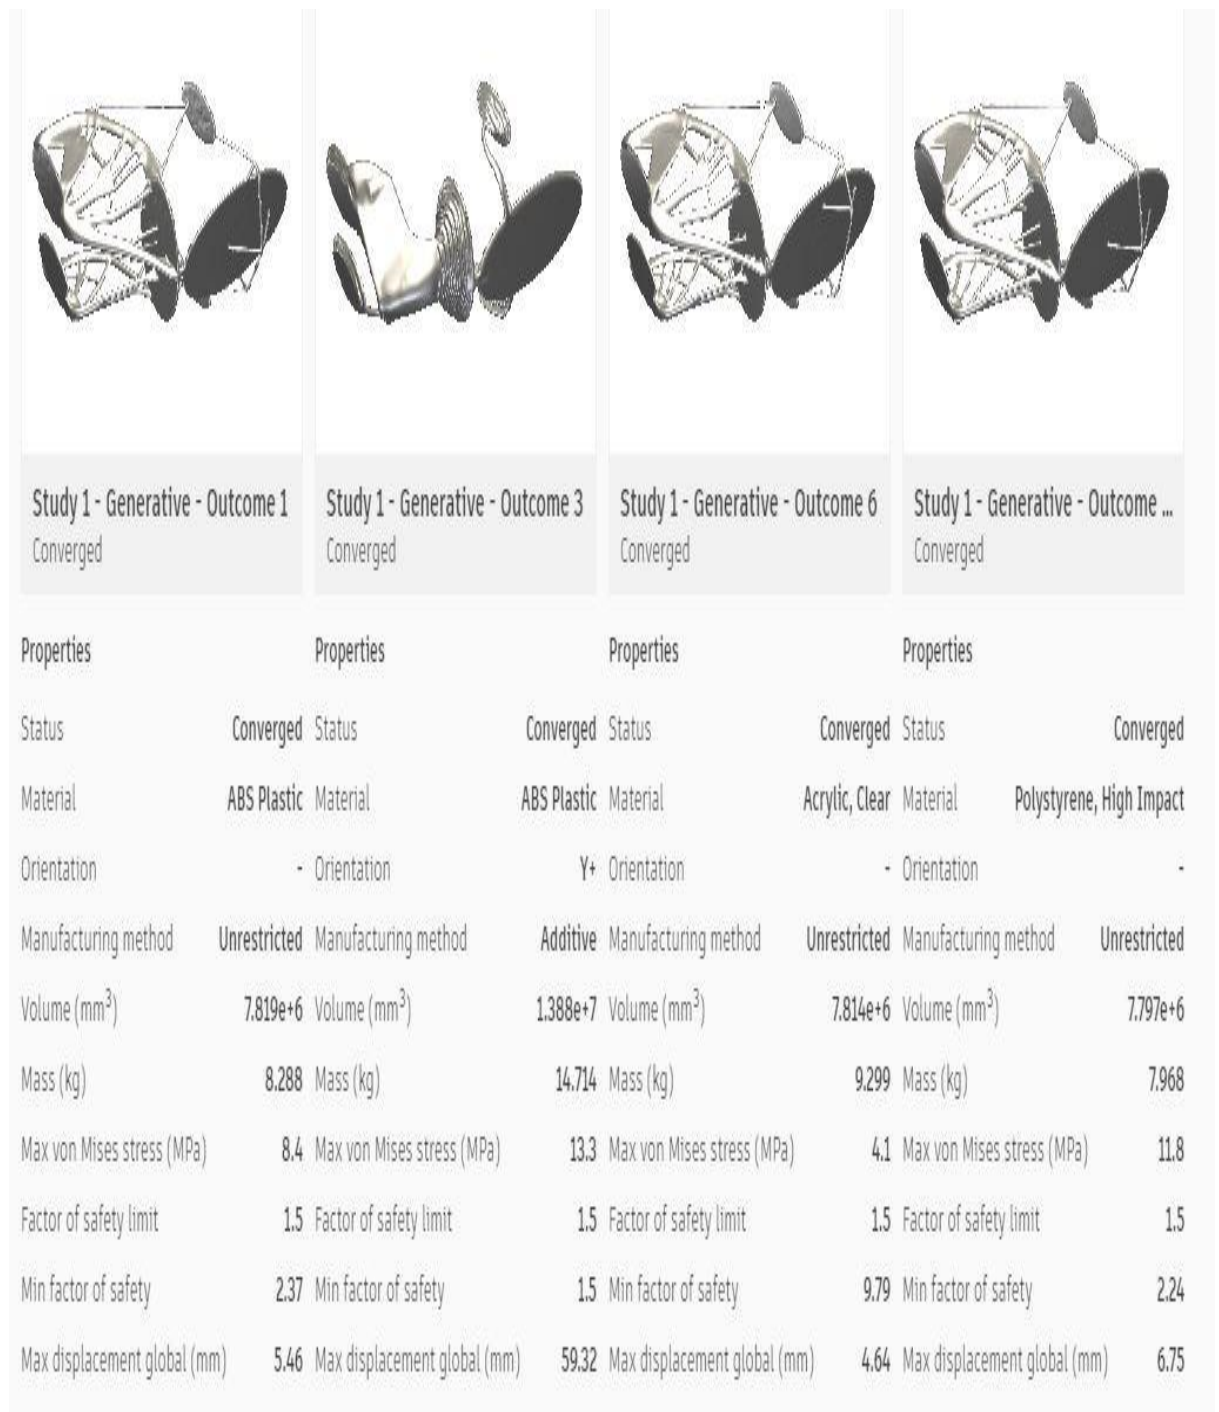 Study 1 - Generative - Outcome 1
Converged
Study 1 - Generative - Outcome 3
Converged
Study 1 - Generative - Outcome 6
Converged
Study 1 - Generative - Outcome ...
Converged
Properties Properties Properties Properties
Status Converged Status Converged Status Converged Status Converged
Material ABS Plastic Material ABS Plastic Material Acrylic, Clear Material Polystyrene, High Impact
Orientation - Orientation Y+ Orientation - Orientation -
Manufacturing method Unrestricted Manufacturing method Additive Manufacturing method Unrestricted Manufacturing method Unrestricted
Volume (mm³) 7.819e+6 Volume (mm³) 1.388e+7 Volume (mm³) 7.814e+6 Volume (mm³) 7.797e+6
Mass (kg) 8.288 Mass (kg) 14.714 Mass (kg) 9.299 Mass (kg) 7.968
Max von Mises stress (MPa) 8.4 Max von Mises stress (MPa) 13.3 Max von Mises stress (MPa) 4.1 Max von Mises stress (MPa) 11.8
Factor of safety limit 1.5 Factor of safety limit 1.5 Factor of safety limit 1.5 Factor of safety limit 1.5
Min factor of safety 2.37 Min factor of safety 1.5 Min factor of safety 9.79 Min factor of safety 2.24
Max displacement global (mm) 5.46 Max displacement global (mm) 59.32 Max displacement global (mm) 4.64 Max displacement global (mm) 6.75